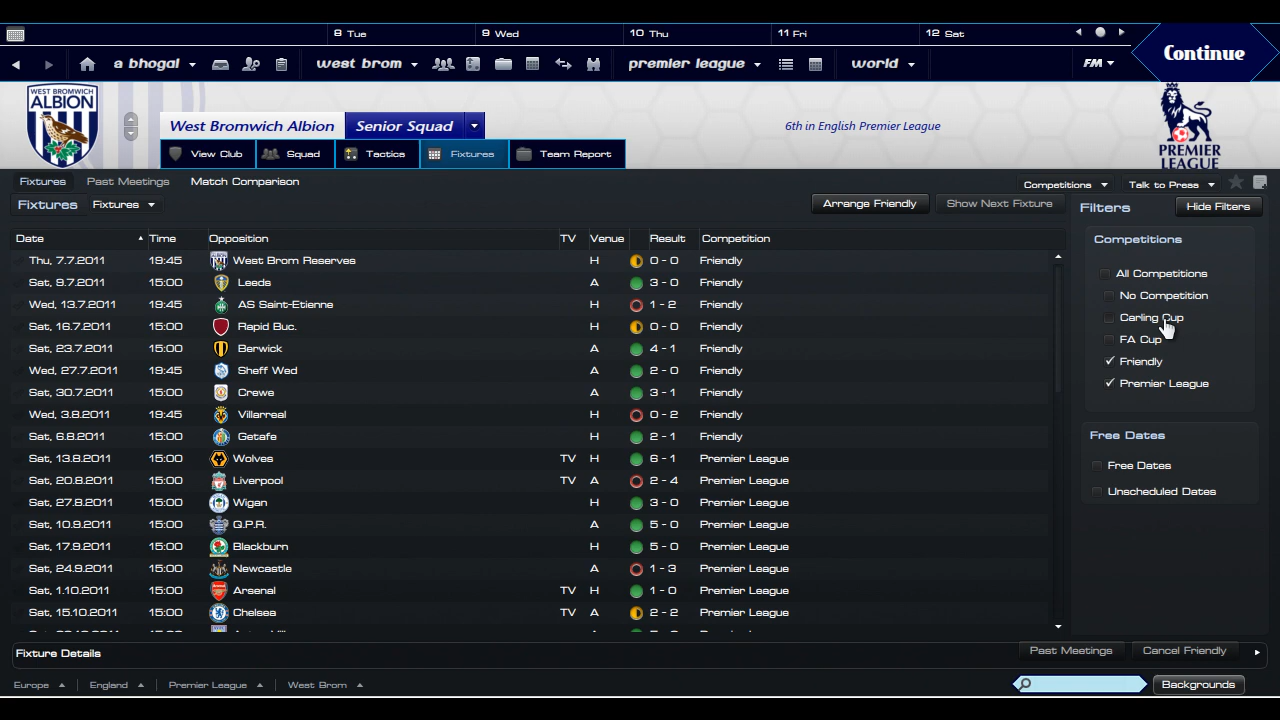 8 Tue 9 Wed 10 Thu 11 Fri 12 Sat
Continue
a bhogal west brom premier league world FM
WEST BROMWICH
ALBION
West Bromwich Albion Senior Squad
6th in English Premier League
PREMIER
LEAGUE
View Club Squad Tactics Fixtures Team Report
Fixtures Past Meetings Match Comparison
Competitions Talk to Press
Fixtures Fixtures Arrange Friendly Show Next Fixture
Filters Hide Filters
Date Time Opposition TV Venue Result Competition
Thu, 7.7.2011 19:45 West Brom Reserves H 0 - 0 Friendly
Sat, 9.7.2011 15:00 Leeds A 3 - 0 Friendly
Wed, 13.7.2011 19:45 AS Saint-Etienne H 1 - 2 Friendly
Sat, 16.7.2011 15:00 Rapid Buc. H 0 - 0 Friendly
Sat, 23.7.2011 15:00 Berwick A 4 - 1 Friendly
Wed, 27.7.2011 19:45 Sheff Wed A 2 - 0 Friendly
Sat, 30.7.2011 15:00 Crewe A 3 - 1 Friendly
Wed, 3.8.2011 19:45 Villarreal H 0 - 2 Friendly
Sat, 6.8.2011 15:00 Getafe H 2 - 1 Friendly
Sat, 13.8.2011 15:00 Wolves TV H 6 - 1 Premier League
Sat, 20.8.2011 15:00 Liverpool TV A 2 - 4 Premier League
Sat, 27.8.2011 15:00 Wigan H 3 - 0 Premier League
Sat, 10.9.2011 15:00 Q.P.R. A 5 - 0 Premier League
Sat, 17.9.2011 15:00 Blackburn H 5 - 0 Premier League
Sat, 24.9.2011 15:00 Newcastle A 1 - 3 Premier League
Sat, 1.10.2011 15:00 Arsenal TV H 1 - 0 Premier League
Sat, 15.10.2011 15:00 Chelsea TV A 2 - 2 Premier League
Competitions
All Competitions
No Competition
Carling Cup
FA Cup
Friendly
Premier League
Free Dates
Free Dates
Unscheduled Dates
Fixture Details Past Meetings Cancel Friendly
Europe England Premier League West Brom Backgrounds